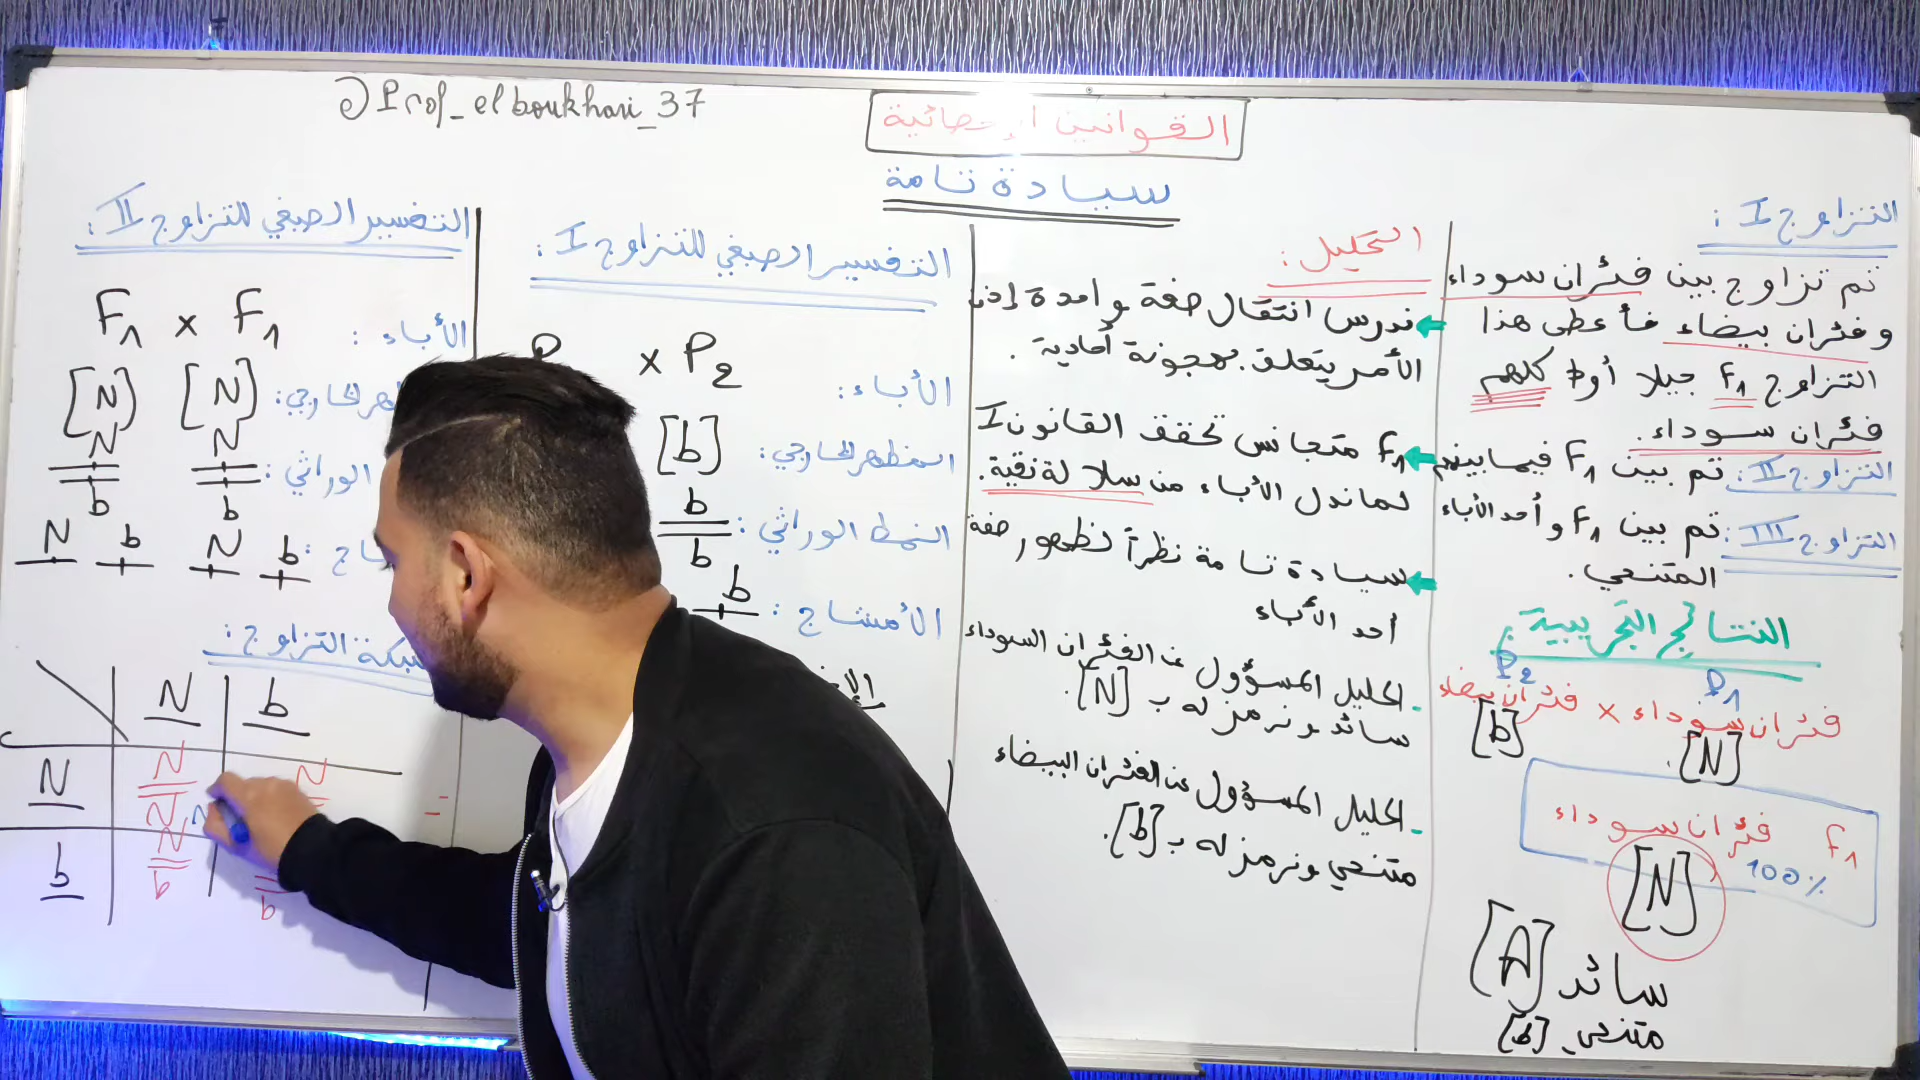 @Prof_elboukhari_37
القوانين الإحصائية
سيادة تامة
التزاوج I :
تم تزاوج بين فئران سوداء
و فئران بيضاء فأعطى هذا
التزاوج F1 جيلا أولا كلهم
فئران سوداء.
التزاوج II : تم بين F1 فيما بينهم
التزاوج III : تم بين F1 و أحد الأباء
المتنحي.
النتائج التجريبية :
P2 P1
فئران سوداء x فئران بيضاء
[N] [b]
F1 فئران سوداء
[N] 100%
سائد [A]
متنحي [b]
التحليل :
ندرس انتقال صفة واحدة إذن
الأمر يتعلق بهجونة أحادية .
F1 متجانس تحقق القانون I
لماندل الأباء من سلالة نقية .
سيادة تامة نظرا لظهور صفة
أحد الأباء
- الحليل المسؤول عن الفئران السوداء
سائد ونرمز له ب [N].
- الحليل المسؤول عن الفئران البيضاء
متنحي ونرمز له ب [b].
التفسير الصبغي للتزاوج I :
الأباء : P x P2
المظهر الخارجي : [b]
النمط الوراثي : b
b
الأمشاج : b
التفسير الصبغي للتزاوج II :
الأباء : F1 x F1
[N] [N]
الوراثي : N N
b b
N b N b
شبكة التزاوج :
N b
N N N
N N
b N
b b